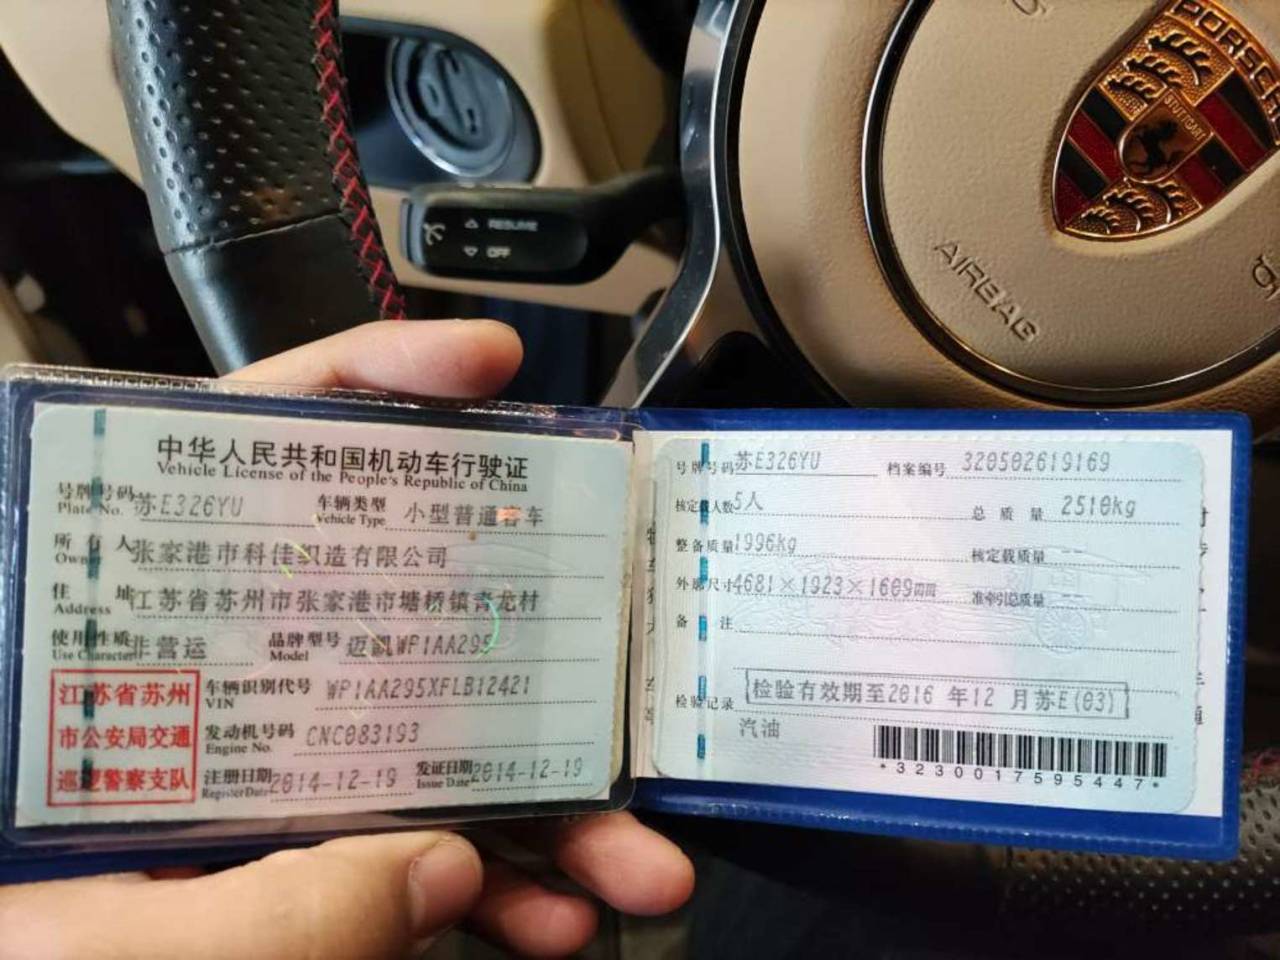 PORSCHE
STUTTGART
AIRBAG
RESUME
OFF
中华人民共和国机动车行驶证
Vehicle License of the People's Republic of China
号牌号码 苏E326YU 车辆类型 小型普通客车
Plate No. Vehicle Type
所有人 张家港市科佳织造有限公司
Owner
住址 江苏省苏州市张家港市塘桥镇青龙村
Address
使用性质 非营运 品牌型号 迈凯WP1AA295
Use Character Model
江苏省苏州
市公安局交通
巡逻警察支队
车辆识别代号 WP1AA295XFLB12421
VIN
发动机号码 CNC083193
Engine No.
注册日期 2014-12-19 发证日期 2014-12-19
Register Date Issue Date
号牌号码 苏E326YU 档案编号 320502619169
核定载人数 5人 总质量 2510kg
整备质量 1996kg 核定载质量 --
外廓尺寸 4681×1923×1609mm 准牵引总质量 --
备注
检验记录 检验有效期至2016年12月苏E(03)
汽油
*3230017595447*